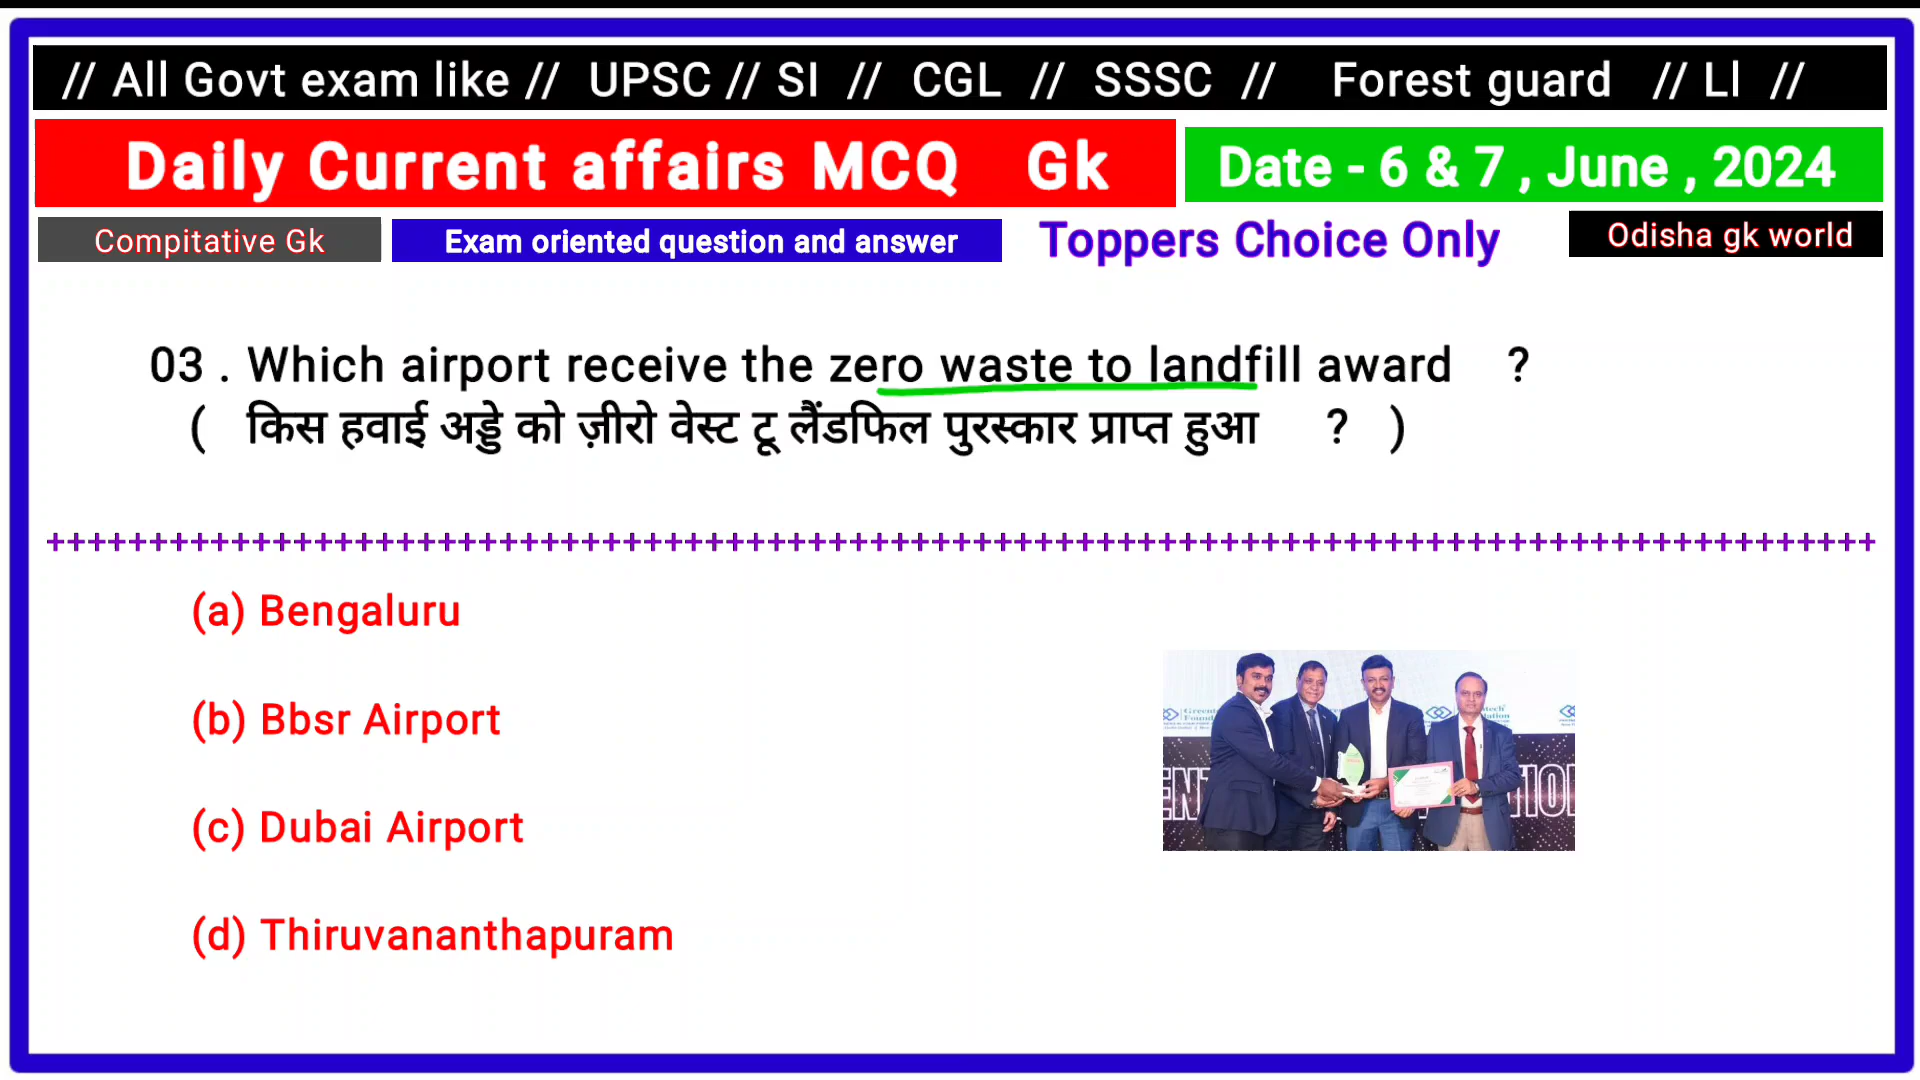 // All Govt exam like // UPSC // SI // CGL // SSSC // Forest guard // Ll //
Daily Current affairs MCQ Gk
Date - 6 & 7 , June , 2024
Compitative Gk
Exam oriented question and answer
Toppers Choice Only
Odisha gk world
03 . Which airport receive the zero waste to landfill award ?
( किस हवाई अड्डे को ज़ीरो वेस्ट टू लैंडफिल पुरस्कार प्राप्त हुआ ? )
+++++++++++++++++++++++++++++++++++++++++++++++++++++++++++++++++++++++++++++++++++++++++
(a) Bengaluru
(b) Bbsr Airport
(c) Dubai Airport
(d) Thiruvananthapuram